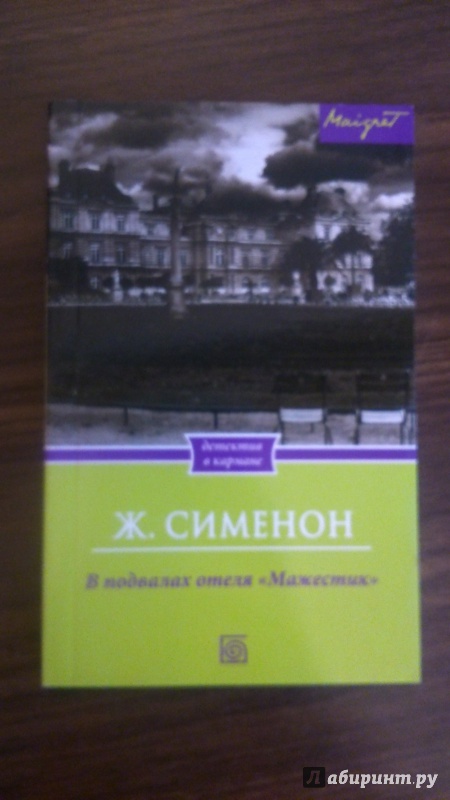 Maigret
детектив
в кармане
Ж. СИМЕНОН
В подвалах отеля «Мажестик»
Лабиринт.ру